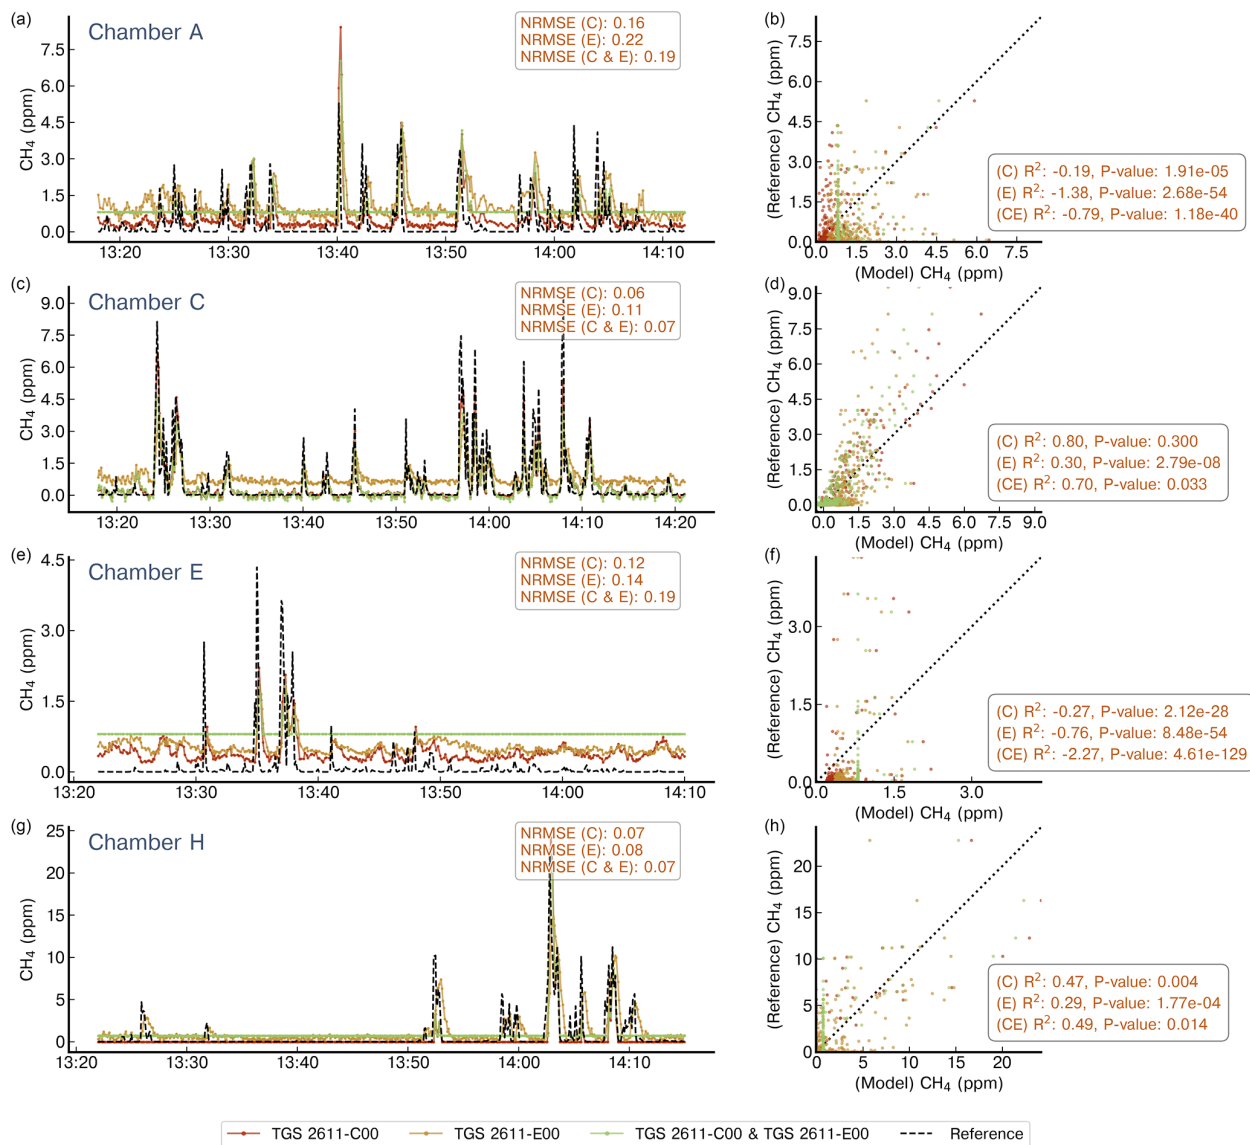 (a)
Chamber A
NRMSE (C): 0.16
NRMSE (E): 0.22
NRMSE (C & E): 0.19
CH4 (ppm)
7.5
6.0
4.5
3.0
1.5
0.0
13:20 13:30 13:40 13:50 14:00 14:10
(b)
(Reference) CH4 (ppm)
7.5
6.0
4.5
3.0
1.5
0.0
0.0 1.5 3.0 4.5 6.0 7.5
(Model) CH4 (ppm)
(C) R2: -0.19, P-value: 1.91e-05
(E) R2: -1.38, P-value: 2.68e-54
(CE) R2: -0.79, P-value: 1.18e-40
(c)
Chamber C
NRMSE (C): 0.06
NRMSE (E): 0.11
NRMSE (C & E): 0.07
CH4 (ppm)
9.0
7.5
6.0
4.5
3.0
1.5
0.0
13:20 13:30 13:40 13:50 14:00 14:10 14:20
(d)
(Reference) CH4 (ppm)
9.0
7.5
6.0
4.5
3.0
1.5
0.0
0.0 1.5 3.0 4.5 6.0 7.5 9.0
(Model) CH4 (ppm)
(C) R2: 0.80, P-value: 0.300
(E) R2: 0.30, P-value: 2.79e-08
(CE) R2: 0.70, P-value: 0.033
(e)
Chamber E
NRMSE (C): 0.12
NRMSE (E): 0.14
NRMSE (C & E): 0.19
CH4 (ppm)
4.5
3.0
1.5
0.0
13:20 13:30 13:40 13:50 14:00 14:10
(f)
(Reference) CH4 (ppm)
3.0
1.5
0.0
0.0 1.5 3.0
(Model) CH4 (ppm)
(C) R2: -0.27, P-value: 2.12e-28
(E) R2: -0.76, P-value: 8.48e-54
(CE) R2: -2.27, P-value: 4.61e-129
(g)
Chamber H
NRMSE (C): 0.07
NRMSE (E): 0.08
NRMSE (C & E): 0.07
CH4 (ppm)
25
20
15
10
5
0
13:20 13:30 13:40 13:50 14:00 14:10
(h)
(Reference) CH4 (ppm)
20
15
10
5
0
0 5 10 15 20
(Model) CH4 (ppm)
(C) R2: 0.47, P-value: 0.004
(E) R2: 0.29, P-value: 1.77e-04
(CE) R2: 0.49, P-value: 0.014
TGS 2611-C00 TGS 2611-E00 TGS 2611-C00 & TGS 2611-E00 Reference